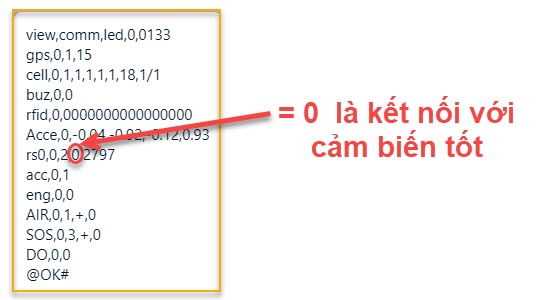 view,comm,led,0,0133
gps,0,1,15
cell,0,1,1,1,1,1,18,1/1
buz,0,0
rfid,0,0000000000000000
Acce,0,-0.04,-0.92,-0.12,0.93
rs0,0,2,0,2797
acc,0,1
eng,0,0
AIR,0,1,+,0
SOS,0,3,+,0
DO,0,0
@OK#
= 0 là kết nối với
cảm biến tốt